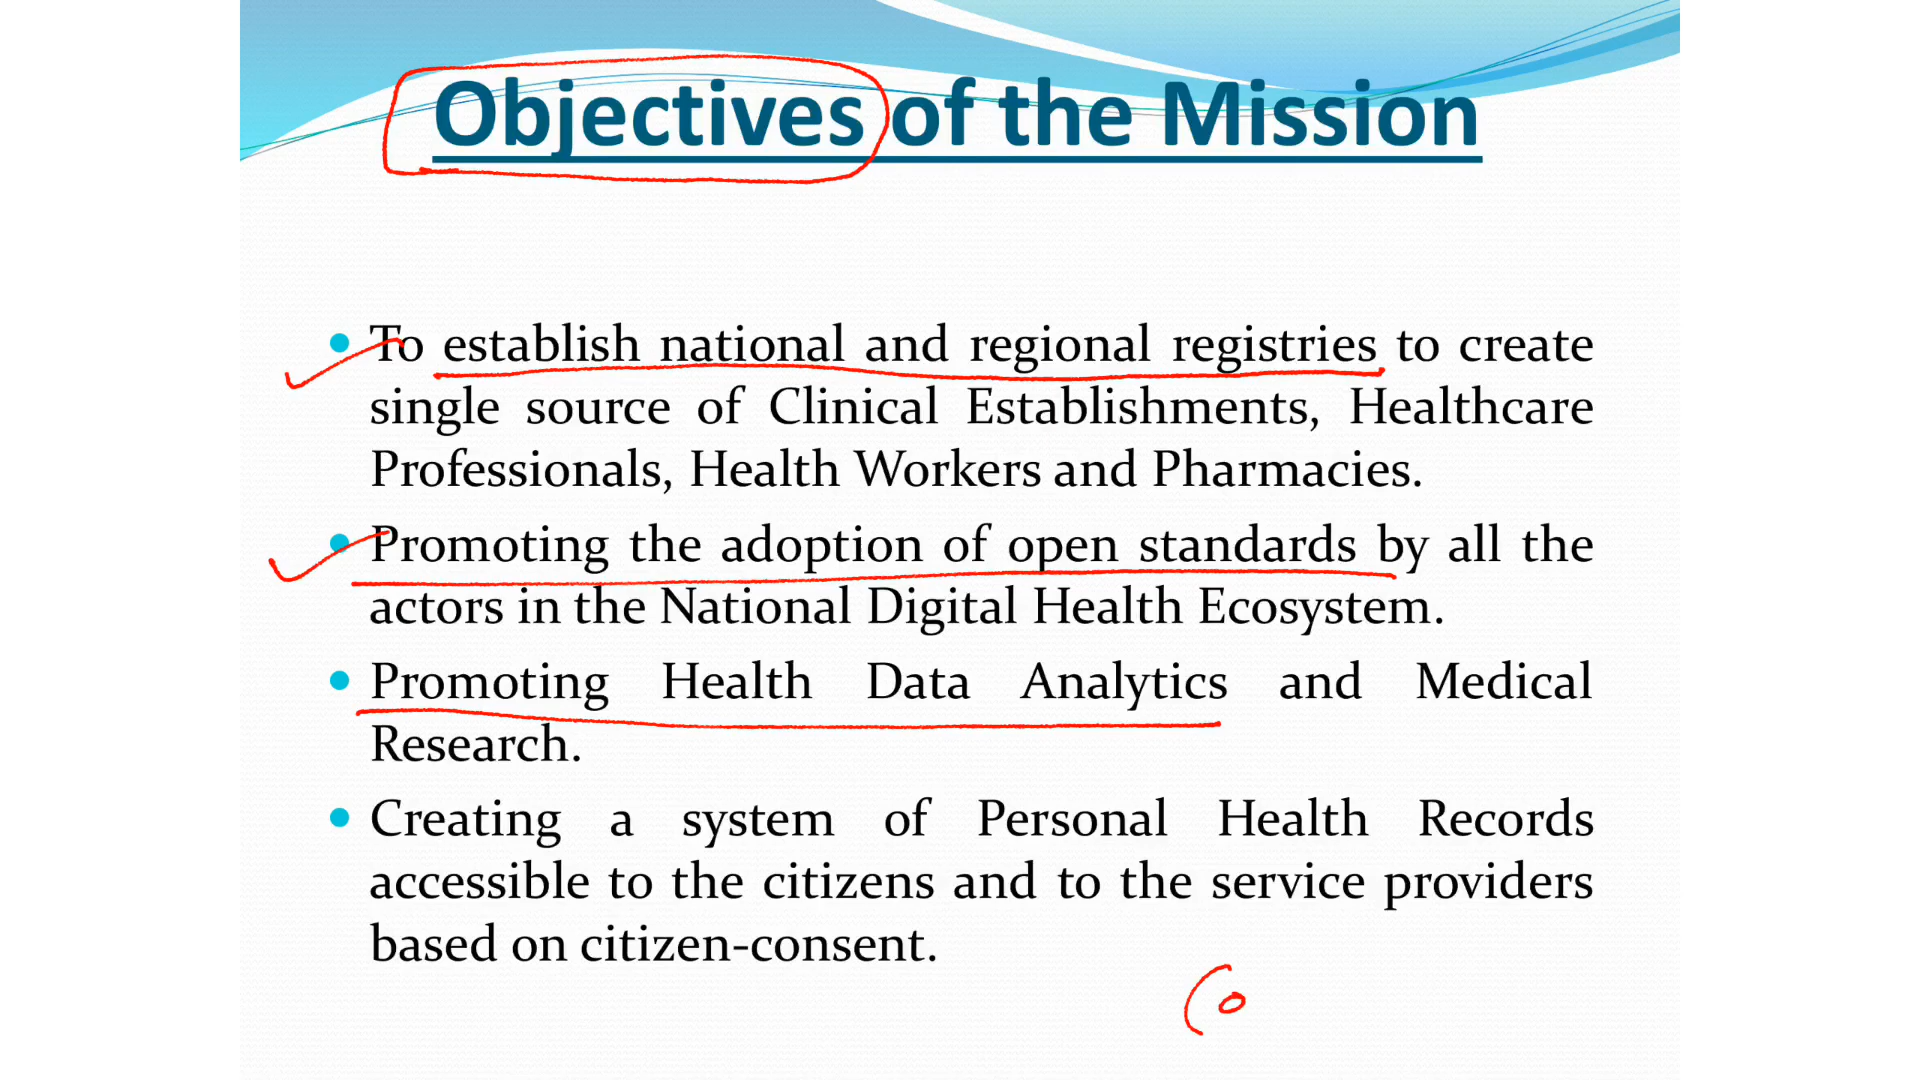 Objectives of the Mission
• To establish national and regional registries to create
single source of Clinical Establishments, Healthcare
Professionals, Health Workers and Pharmacies.
• Promoting the adoption of open standards by all the
actors in the National Digital Health Ecosystem.
• Promoting Health Data Analytics and Medical
Research.
• Creating a system of Personal Health Records
accessible to the citizens and to the service providers
based on citizen-consent.